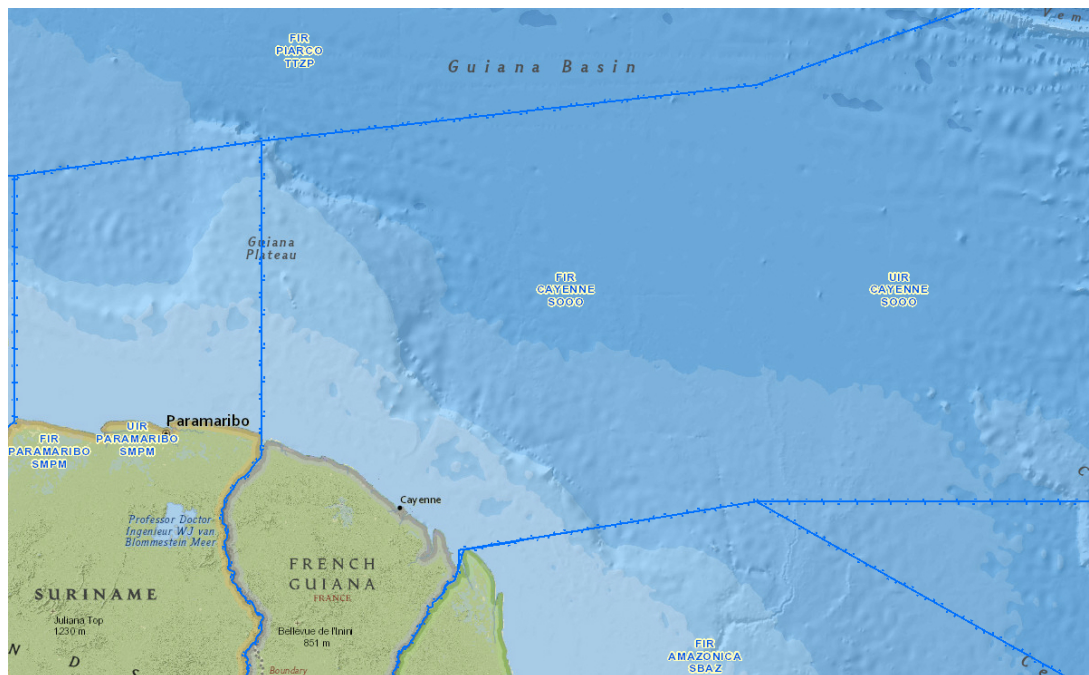 Vem
FIR
PIARCO
TTZP
Guiana Basin
Guiana
Plateau
FIR
CAYENNE
SOOO
UIR
CAYENNE
SOOO
Paramaribo
UIR
PARAMARIBO
SMPM
FIR
PARAMARIBO
SMPM
Cayenne
Professor Doctor-
Ingenieur WJ van
Blommestein Meer
FRENCH
GUIANA
FRANCE
SURINAME
Juliana Top
1230 m
Bellevue de l'Inini
851 m
FIR
AMAZONICA
SBAZ
N D S
Boundary
C
Ce